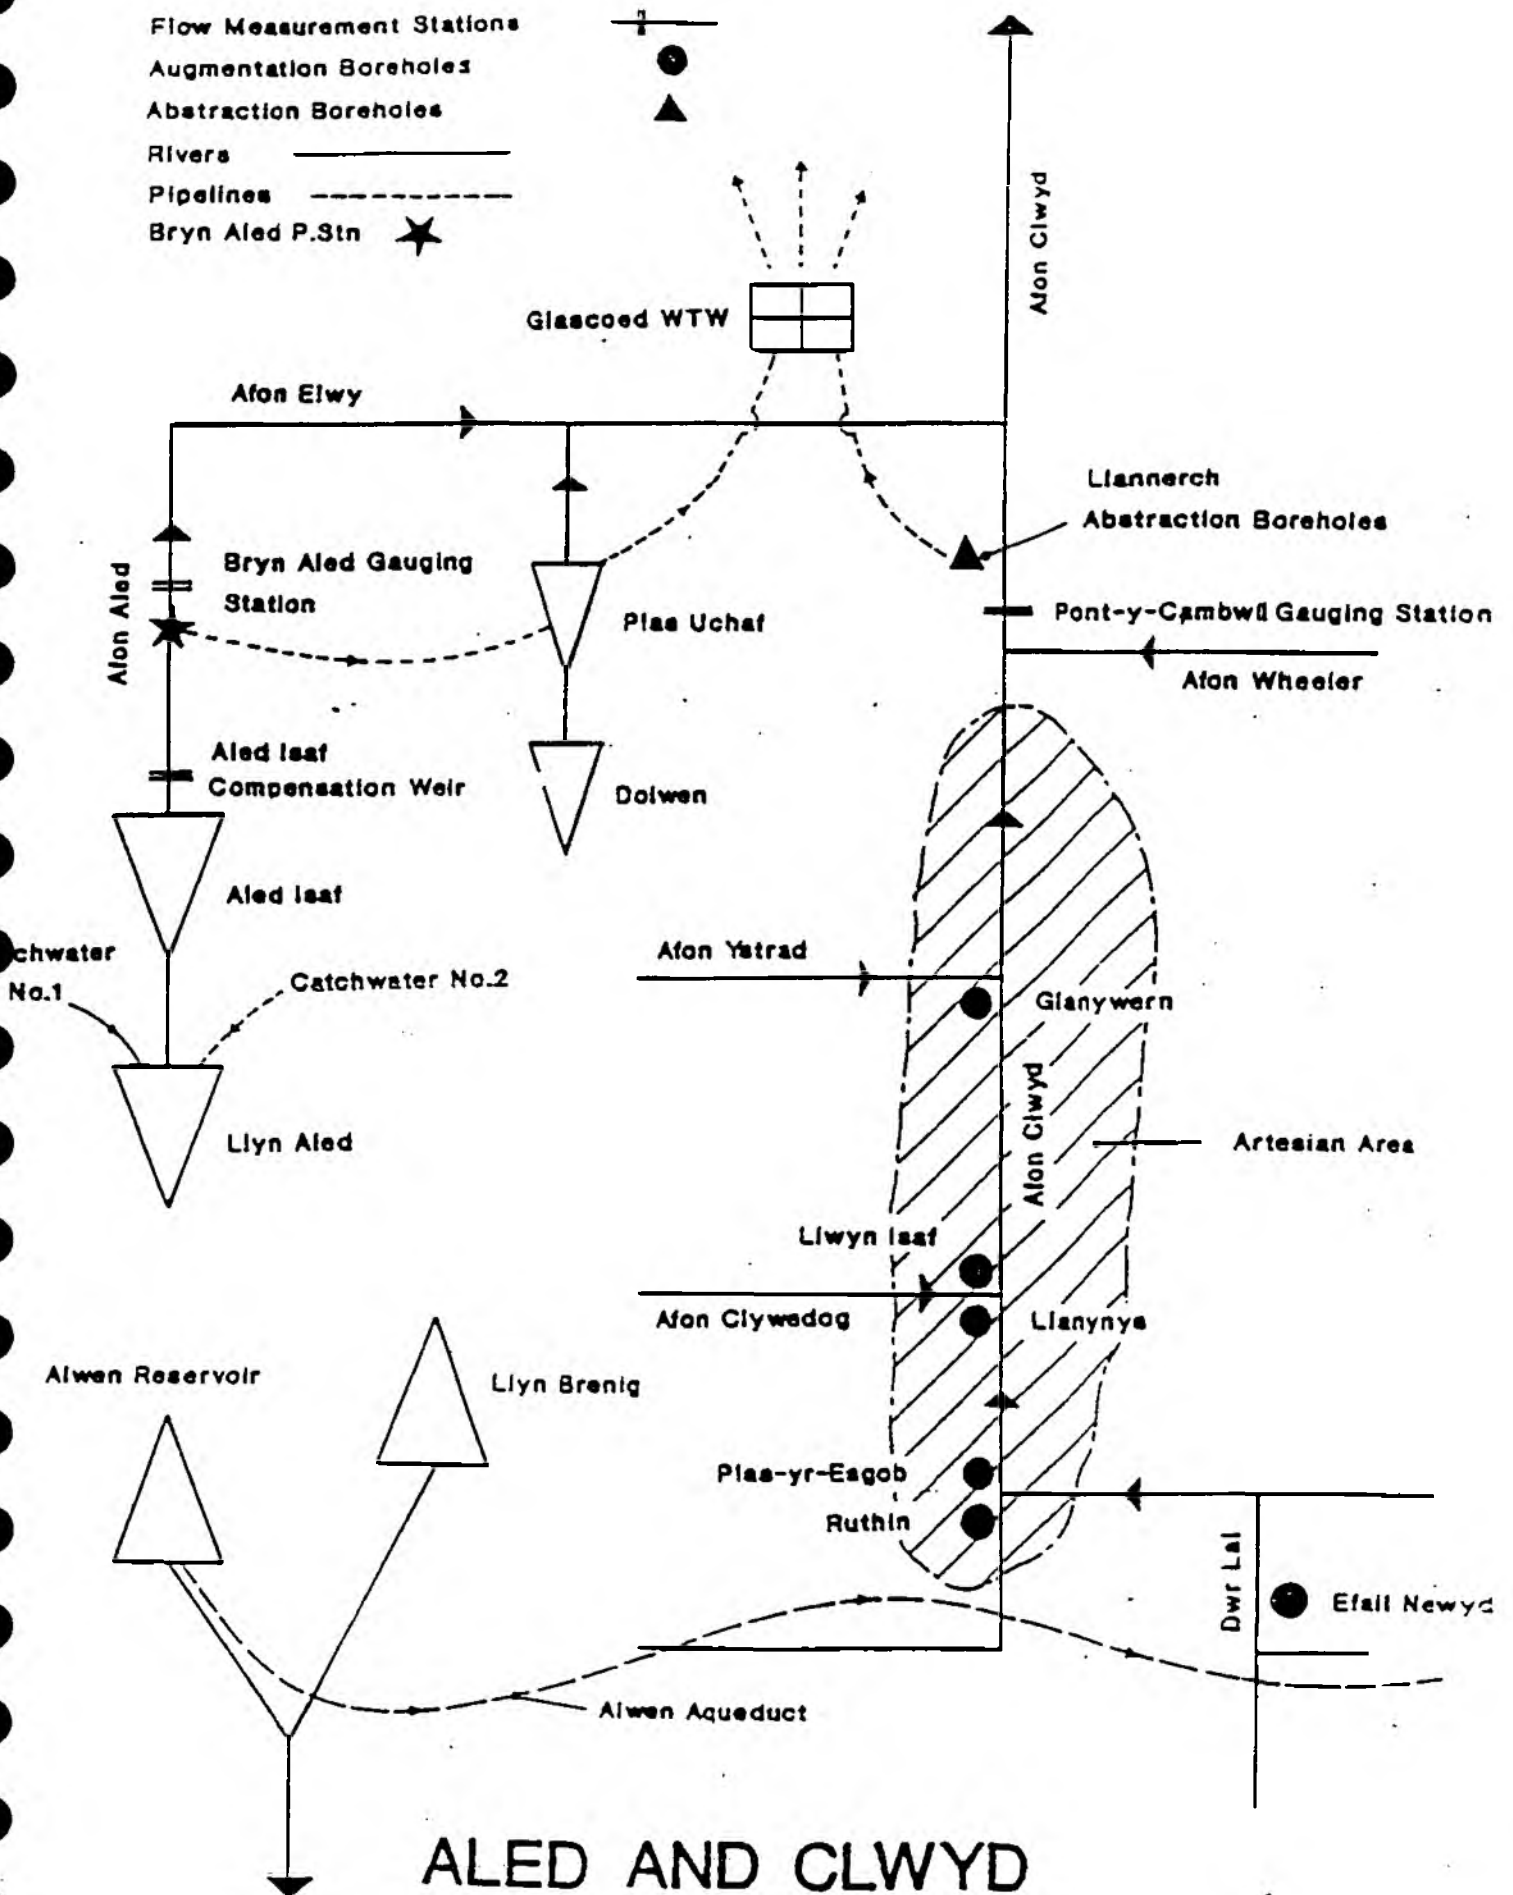 Flow Measurement Stations
Augmentation Boreholes
Abstraction Boreholes
Rivers
Pipelines
Bryn Aled P.Stn
Afon Clwyd
Glascoed WTW
Afon Elwy
Llannerch
Abstraction Boreholes
Bryn Aled Gauging
Station
Afon Aled
Plas Uchaf
Pont-y-Cambwll Gauging Station
Afon Wheeler
Aled Isaf
Compensation Weir
Dolwen
Aled Isaf
chwater
No.1
Catchwater No.2
Afon Ystrad
Glanywern
Llyn Aled
Afon Clwyd
Artesian Area
Llwyn Isaf
Afon Clywedog
Llanynys
Alwen Reservoir
Llyn Brenig
Plas-yr-Esgob
Ruthin
Dwr Lal
Efail Newyd
Alwen Aqueduct
ALED AND CLWYD